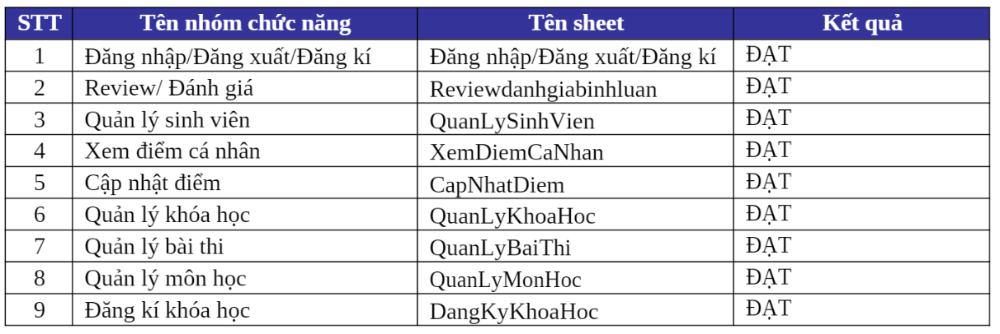 STT Tên nhóm chức năng Tên sheet Kết quả
1 Đăng nhập/Đăng xuất/Đăng kí Đăng nhập/Đăng xuất/Đăng kí ĐẠT
2 Review/ Đánh giá Reviewdanhgiabinhluan ĐẠT
3 Quản lý sinh viên QuanLySinhVien ĐẠT
4 Xem điểm cá nhân XemDiemCaNhan ĐẠT
5 Cập nhật điểm CapNhatDiem ĐẠT
6 Quản lý khóa học QuanLyKhoaHoc ĐẠT
7 Quản lý bài thi QuanLyBaiThi ĐẠT
8 Quản lý môn học QuanLyMonHoc ĐẠT
9 Đăng kí khóa học DangKyKhoaHoc ĐẠT